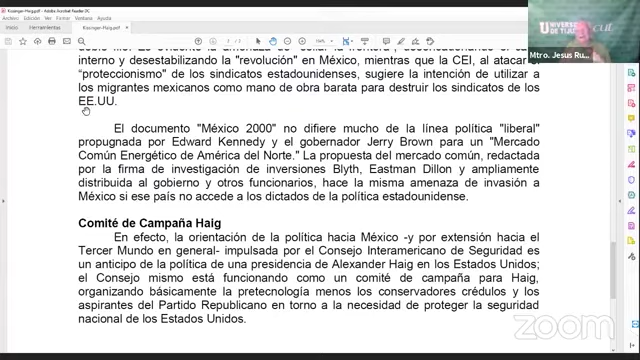 Kissinger-Haig.pdf - Adobe Acrobat Reader DC
Archivo Edición Ver Firma Ventana Ayuda
Inicio Herramientas Kissinger-Haig.pdf ×
interno y desestabilizando la "revolución" en México, mientras que la CEI, al atacar el
"proteccionismo" de los sindicatos estadounidenses, sugiere la intención de utilizar a
los migrantes mexicanos como mano de obra barata para destruir los sindicatos de los
EE.UU.
El documento "México 2000" no difiere mucho de la línea política "liberal"
propugnada por Edward Kennedy y el gobernador Jerry Brown para un "Mercado
Común Energético de América del Norte." La propuesta del mercado común, redactada
por la firma de investigación de inversiones Blyth, Eastman Dillon y ampliamente
distribuida al gobierno y otros funcionarios, hace la misma amenaza de invasión a
México si ese país no accede a los dictados de la política estadounidense.
Comité de Campaña Haig
En efecto, la orientación de la política hacia México -y por extensión hacia el
Tercer Mundo en general- impulsada por el Consejo Interamericano de Seguridad es
un anticipo de la política de una presidencia de Alexander Haig en los Estados Unidos;
el Consejo mismo está funcionando como un comité de campaña para Haig,
organizando básicamente la pretecnología menos los conservadores crédulos y los
aspirantes del Partido Republicano en torno a la necesidad de proteger la seguridad
nacional de los Estados Unidos.
Mtro. Jesus Ru...
zoom